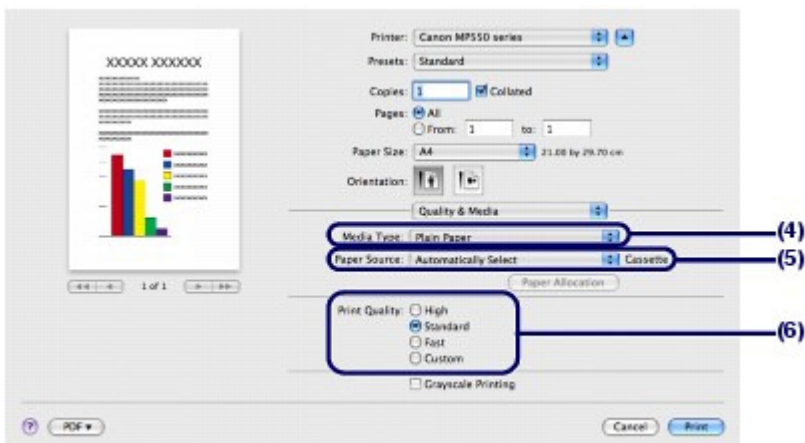 Printer: Canon MP550 series
Presets: Standard
XXXXX XXXXXX
Copies: 1 Collated
Pages: All
From: 1 to: 1
Paper Size: A4 21.00 by 29.70 cm
Orientation:
Quality & Media
Media Type: Plain Paper (4)
Paper Source: Automatically Select Cassette (5)
1 of 1 Paper Allocation
Print Quality: High
Standard (6)
Fast
Custom
Grayscale Printing
? PDF Cancel Print